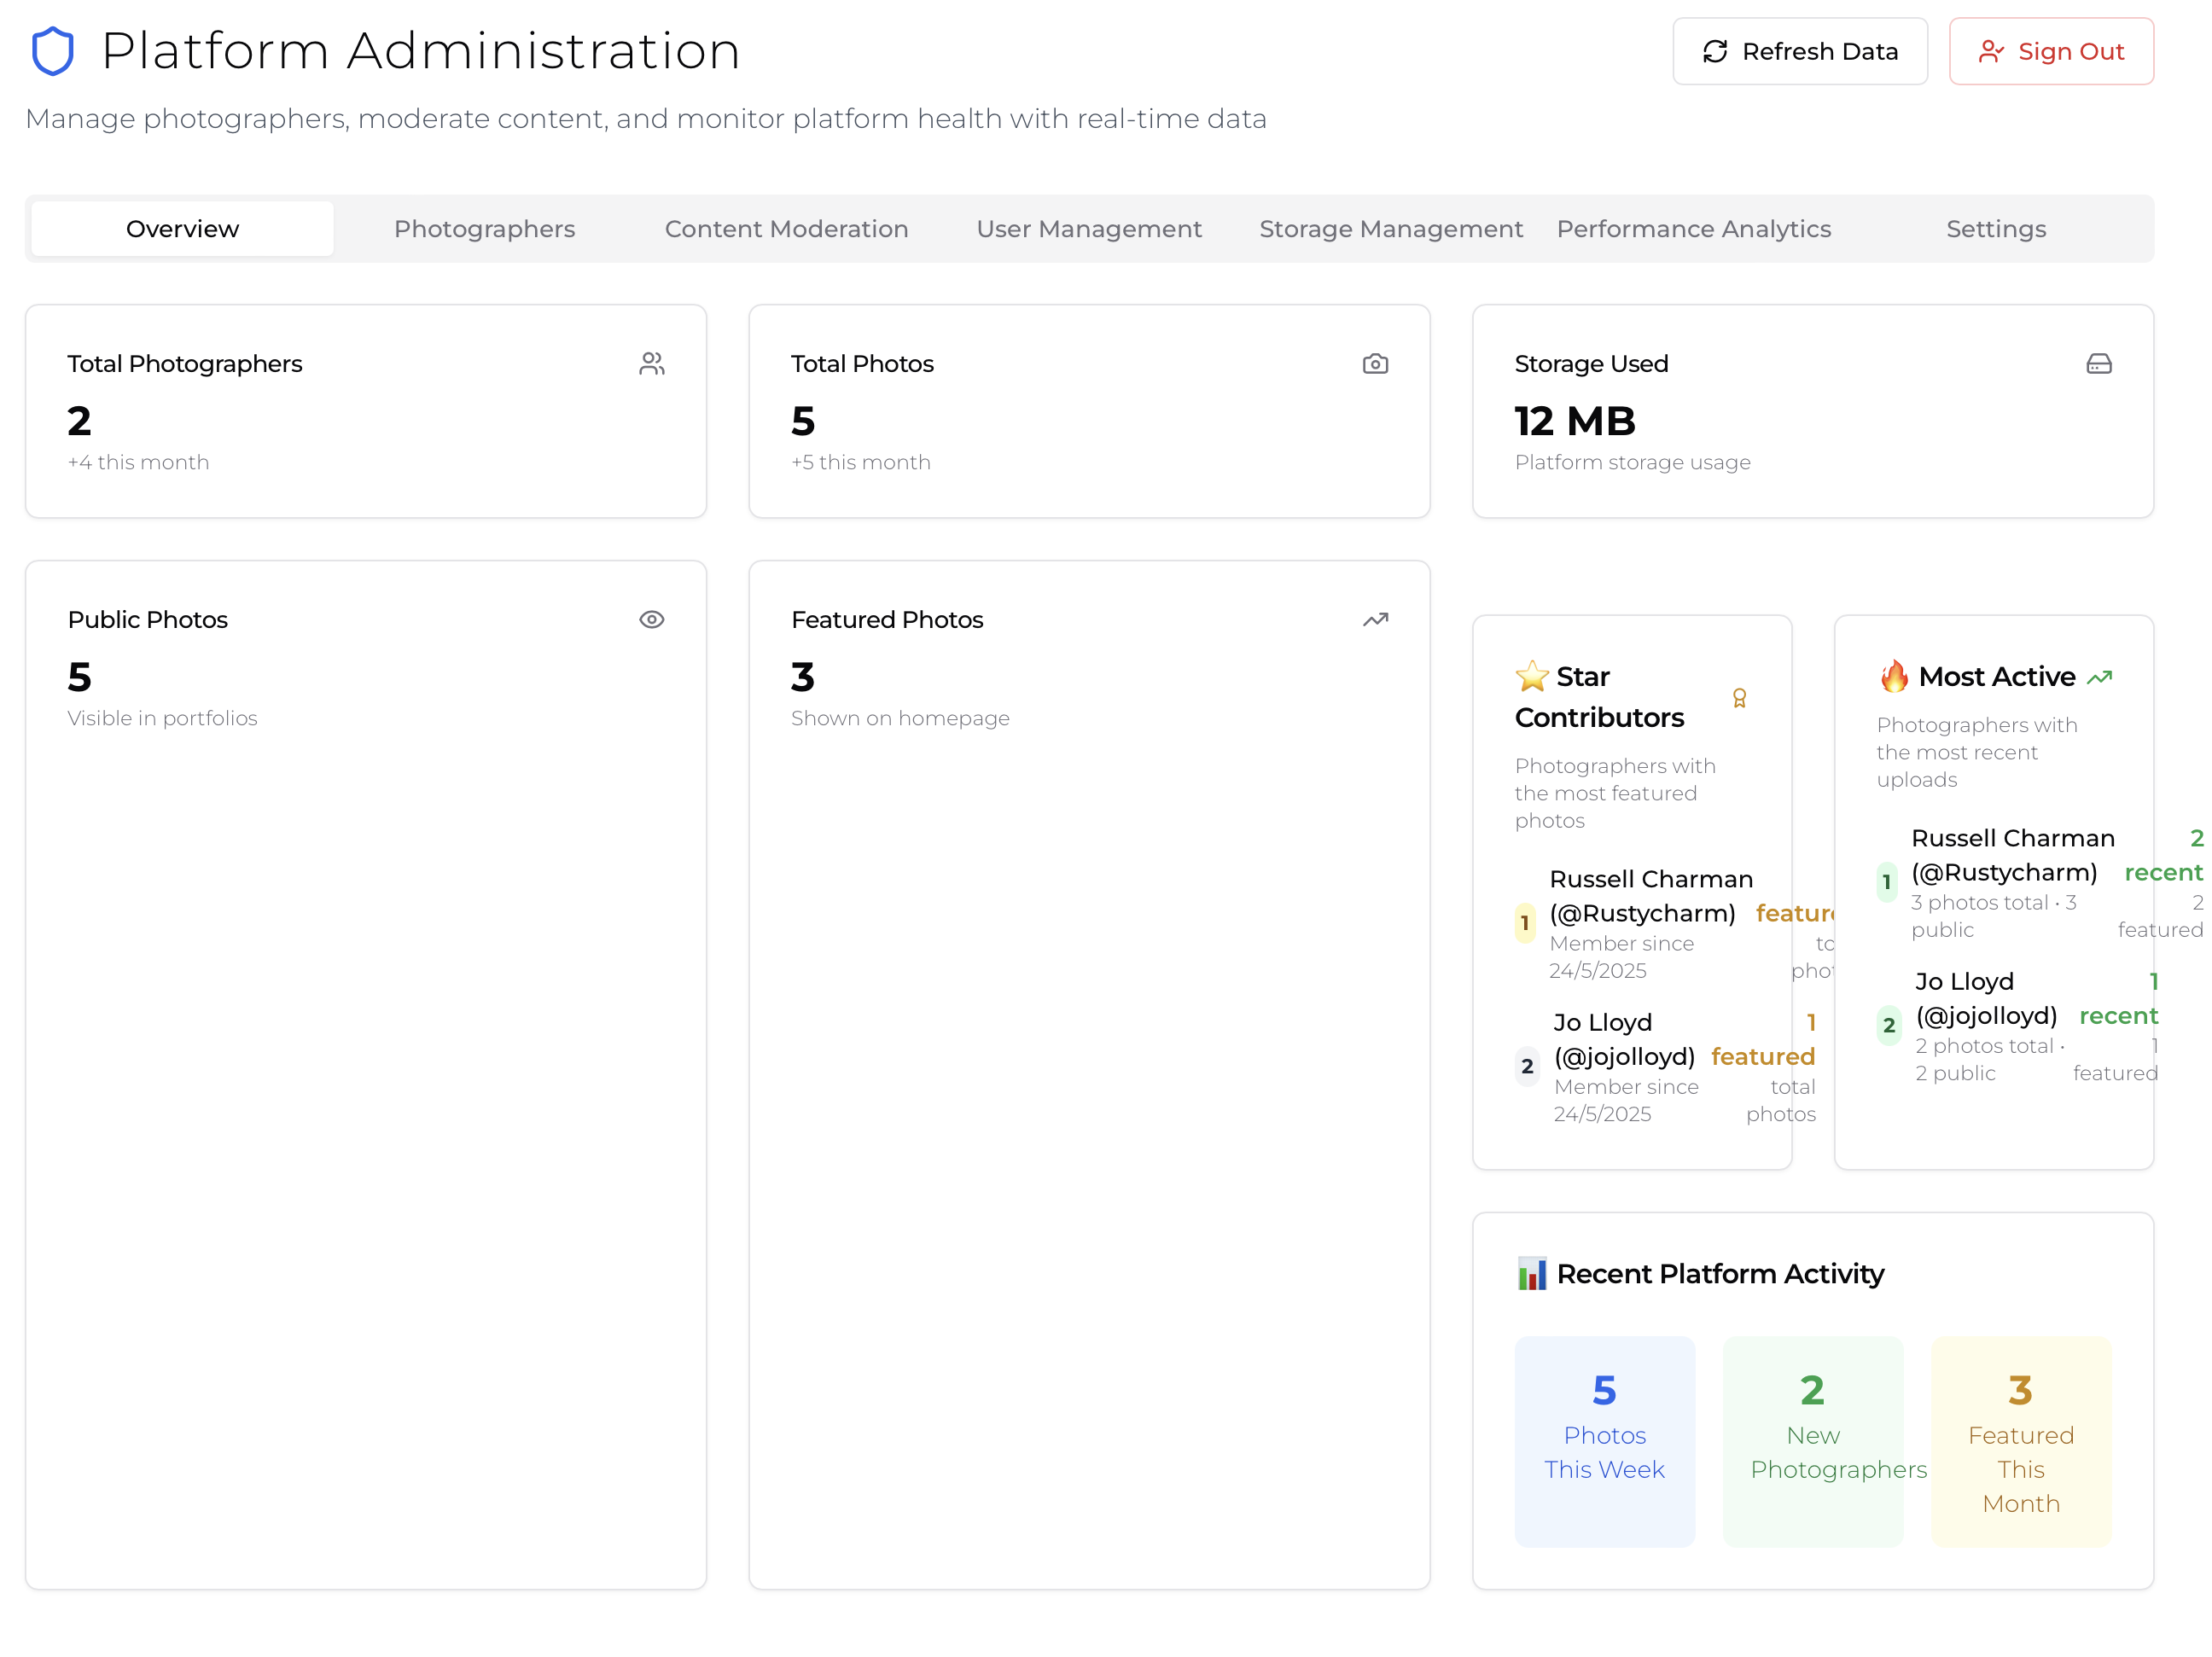 Platform Administration
Refresh Data
Sign Out
Manage photographers, moderate content, and monitor platform health with real-time data
Overview
Photographers
Content Moderation
User Management
Storage Management
Performance Analytics
Settings
Total Photographers
2
+4 this month
Total Photos
5
+5 this month
Storage Used
12 MB
Platform storage usage
Public Photos
5
Visible in portfolios
Featured Photos
3
Shown on homepage
⭐ Star
Contributors
Photographers with
the most featured
photos
1
Russell Charman
(@Rustycharm)
Member since
24/5/2025
2
Jo Lloyd
(@jojolloyd)
Member since
24/5/2025
1
featured
total
photos
🔥 Most Active
Photographers with
the most recent
uploads
1
Russell Charman
(@Rustycharm)
3 photos total · 3
public
2
recent
2
featured
2
Jo Lloyd
(@jojolloyd)
2 photos total ·
2 public
1
recent
1
featured
📊 Recent Platform Activity
5
Photos
This Week
2
New
Photographers
3
Featured
This
Month